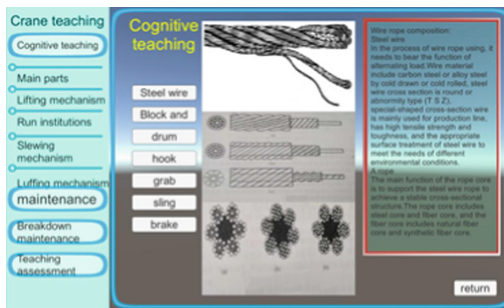 Crane teaching
Cognitive teaching
Main parts
Lifting mechanism
Run institutions
Slewing
mechanism
Luffing mechanism
maintenance
Breakdown
maintenance
Teaching
assessment
Cognitive
teaching
Steel wire
Block and
drum
hook
grab
sling
brake
Wire rope composition:
Steel wire
In the process of wire rope using, it
needs to bear the function of
alternating load.Wire material
include carbon steel or alloy steel
by cold drawn or cold rolled, steel
wire cross section is round or
abnormity type (T S Z),
special-shaped cross-section wire
is mainly used for production line,
has high tensile strength and
toughness, and the appropriate
surface treatment of steel wire to
meet the needs of different
environmental conditions.
A rope
The main function of the rope core
is to support the steel wire rope to
achieve a stable cross-sectional
structure.The rope core includes
steel core and fiber core, and the
fiber core includes natural fiber
core and synthetic fiber core.
return